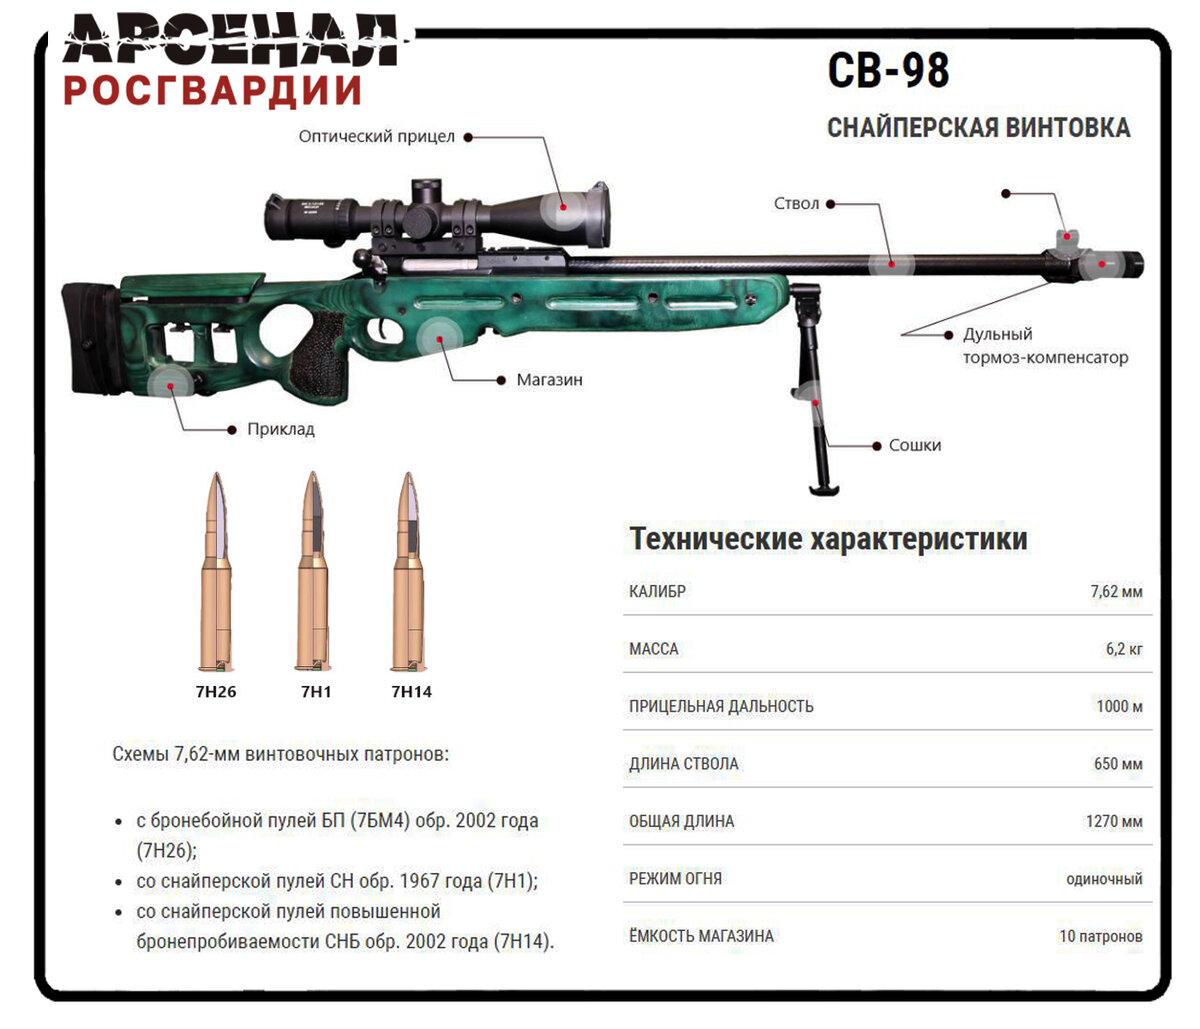 АРСЕНАЛ
РОСГВАРДИИ
СВ-98
СНАЙПЕРСКАЯ ВИНТОВКА
Оптический прицел
Ствол
Дульный
тормоз-компенсатор
Магазин
Приклад
Сошки
7Н26 7Н1 7Н14
Схемы 7,62-мм винтовочных патронов:
• с бронебойной пулей БП (7БМ4) обр. 2002 года
(7Н26);
• со снайперской пулей СН обр. 1967 года (7Н1);
• со снайперской пулей повышенной
бронепробиваемости СНБ обр. 2002 года (7Н14).
Технические характеристики
КАЛИБР 7,62 мм
МАССА 6,2 кг
ПРИЦЕЛЬНАЯ ДАЛЬНОСТЬ 1000 м
ДЛИНА СТВОЛА 650 мм
ОБЩАЯ ДЛИНА 1270 мм
РЕЖИМ ОГНЯ одиночный
ЁМКОСТЬ МАГАЗИНА 10 патронов